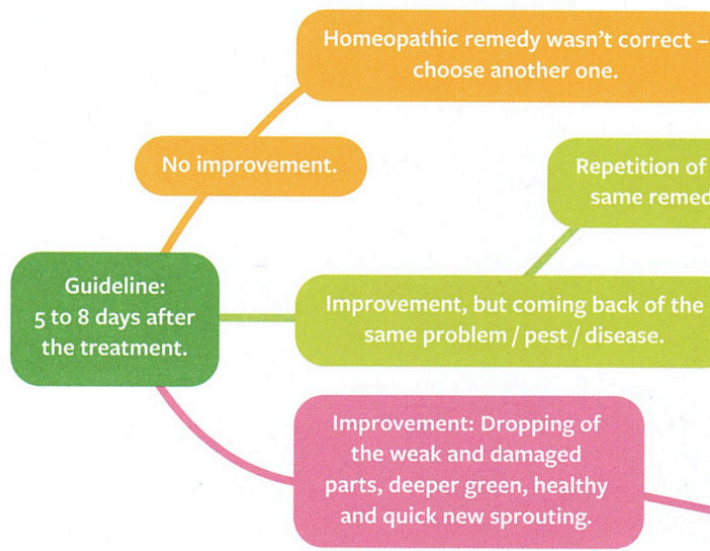 Homeopathic remedy wasn't correct –
choose another one.
No improvement.
Repetition of
same remed
Guideline:
5 to 8 days after
the treatment.
Improvement, but coming back of the
same problem / pest / disease.
Improvement: Dropping of
the weak and damaged
parts, deeper green, healthy
and quick new sprouting.